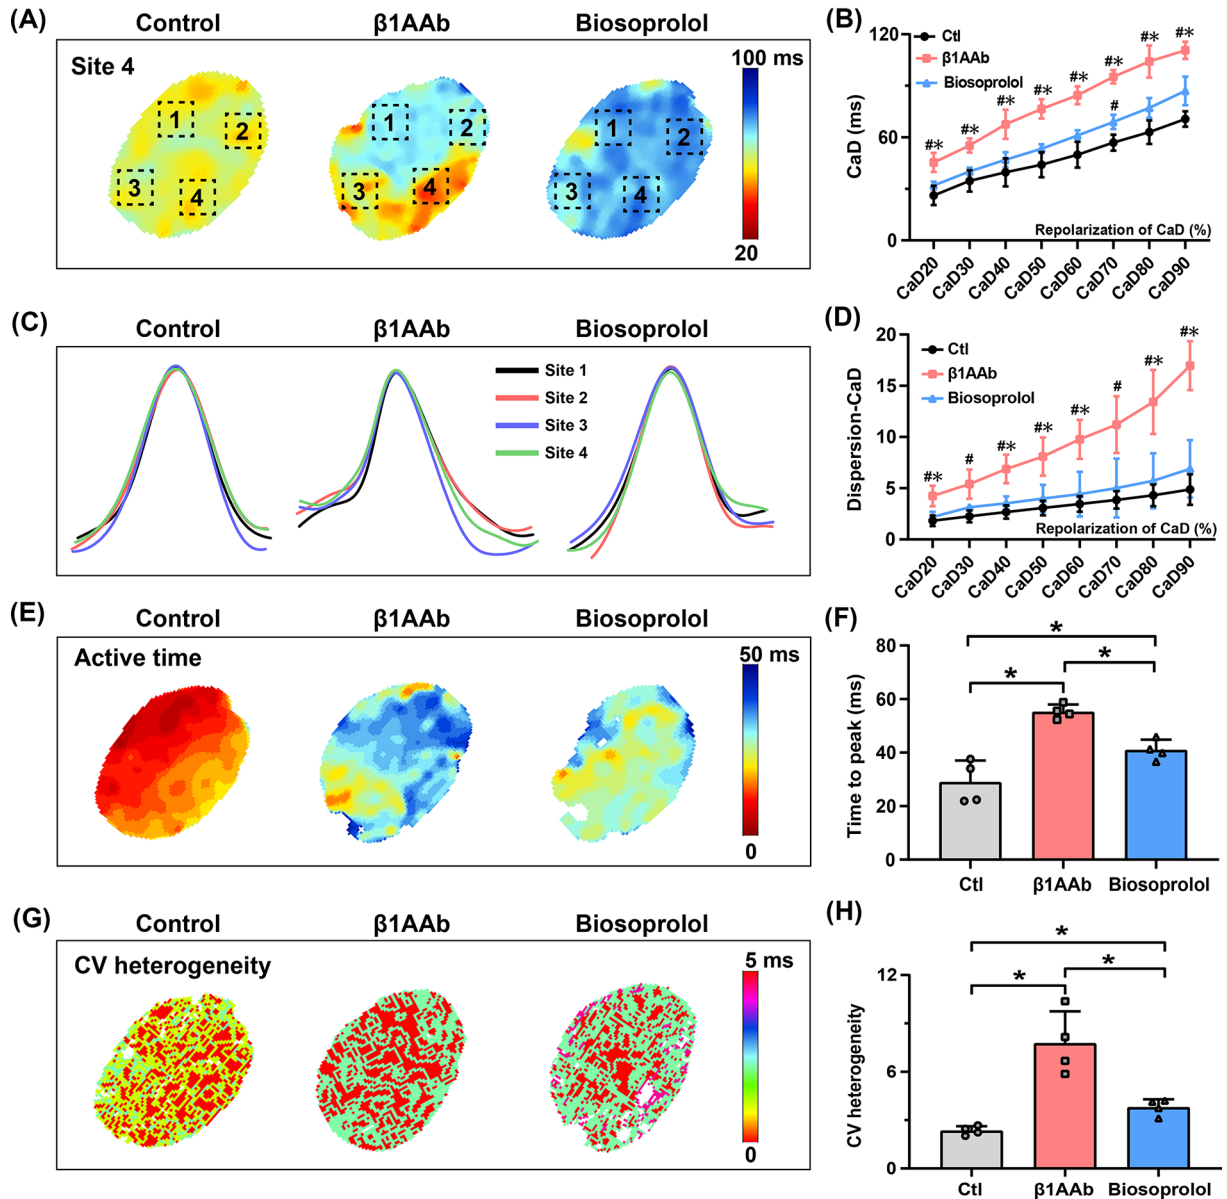 (A)
Control
β1AAb
Biosoprolol
Site 4
1
2
3
4
1
2
3
4
1
2
3
4
100 ms
20
(B)
Ctl
β1AAb
Biosoprolol
CaD (ms)
120
60
0
#* #* #* #* #* #* #* #*
#
Repolarization of CaD (%)
CaD20 CaD30 CaD40 CaD50 CaD60 CaD70 CaD80 CaD90
(C)
Control
β1AAb
Biosoprolol
Site 1
Site 2
Site 3
Site 4
(D)
Ctl
β1AAb
Biosoprolol
Dispersion-CaD
20
15
10
5
0
#* # #* #* #* # #* #*
Repolarization of CaD (%)
CaD20 CaD30 CaD40 CaD50 CaD60 CaD70 CaD80 CaD90
(E)
Control
β1AAb
Biosoprolol
Active time
50 ms
0
(F)
Time to peak (ms)
80
60
40
20
0
*
*
*
Ctl β1AAb Biosoprolol
(G)
Control
β1AAb
Biosoprolol
CV heterogeneity
5 ms
0
(H)
CV heterogeneity
12
6
0
*
*
*
Ctl β1AAb Biosoprolol